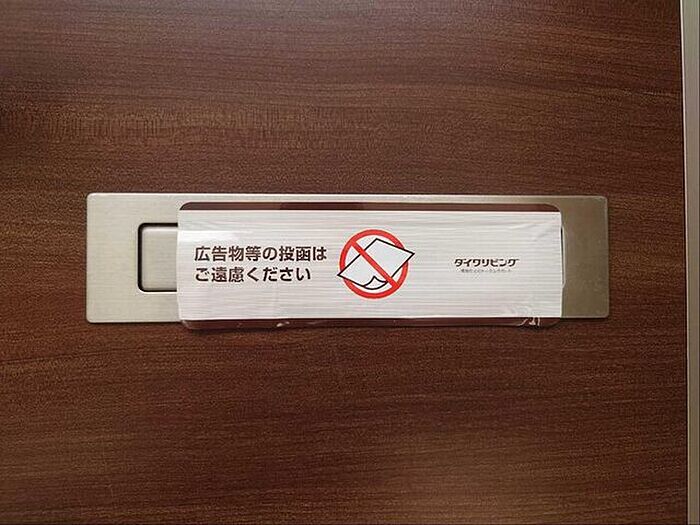 広告物等の投函は
ご遠慮ください
ダイワリビング